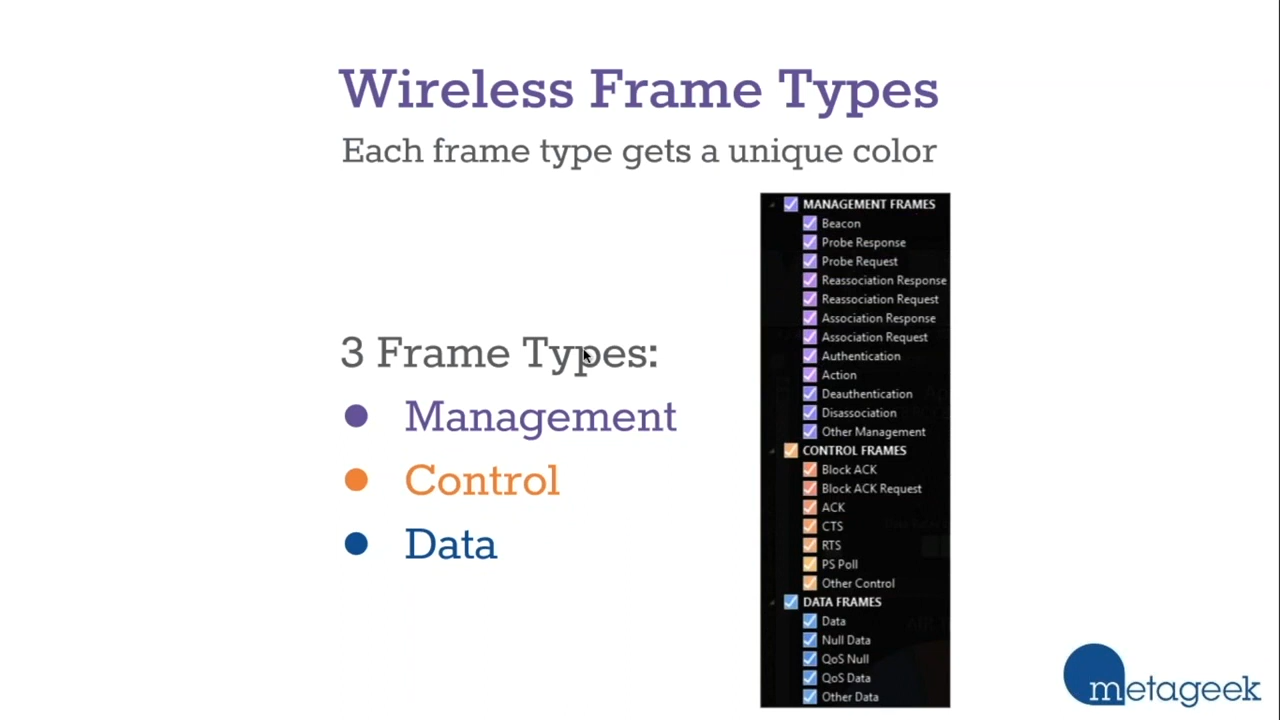 Wireless Frame Types
Each frame type gets a unique color
3 Frame Types:
Management
Control
Data
MANAGEMENT FRAMES
Beacon
Probe Response
Probe Request
Reassociation Response
Reassociation Request
Association Response
Association Request
Authentication
Action
Deauthentication
Disassociation
Other Management
CONTROL FRAMES
Block ACK
Block ACK Request
ACK
CTS
RTS
PS Poll
Other Control
DATA FRAMES
Data
Null Data
QoS Null
QoS Data
Other Data
metageek